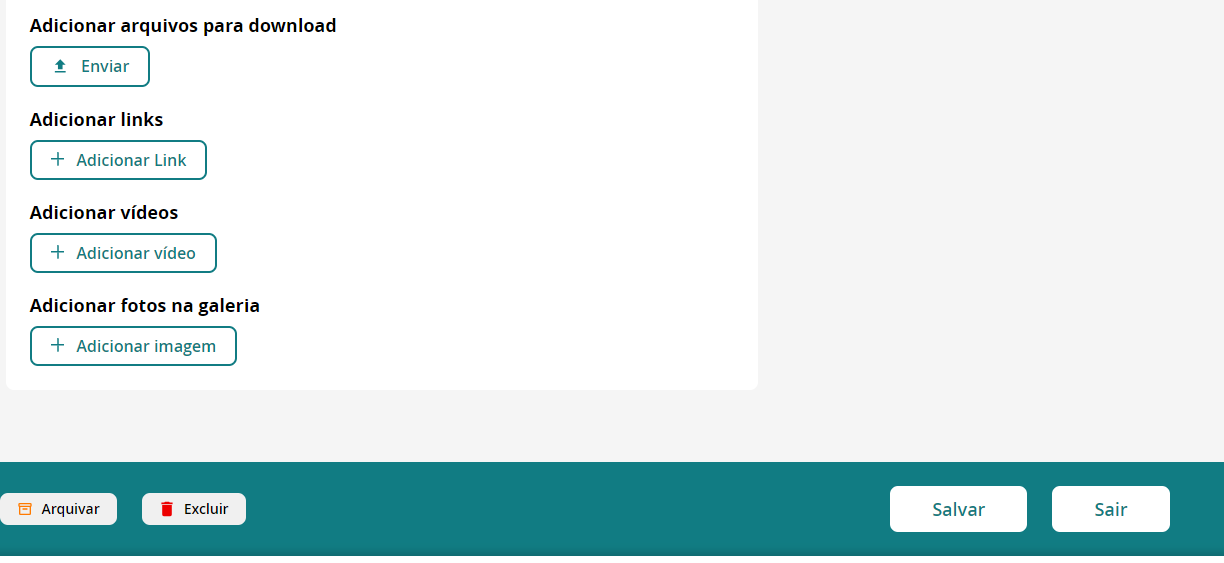 Adicionar arquivos para download
Enviar
Adicionar links
Adicionar Link
Adicionar vídeos
Adicionar vídeo
Adicionar fotos na galeria
Adicionar imagem
Arquivar
Excluir
Salvar
Sair